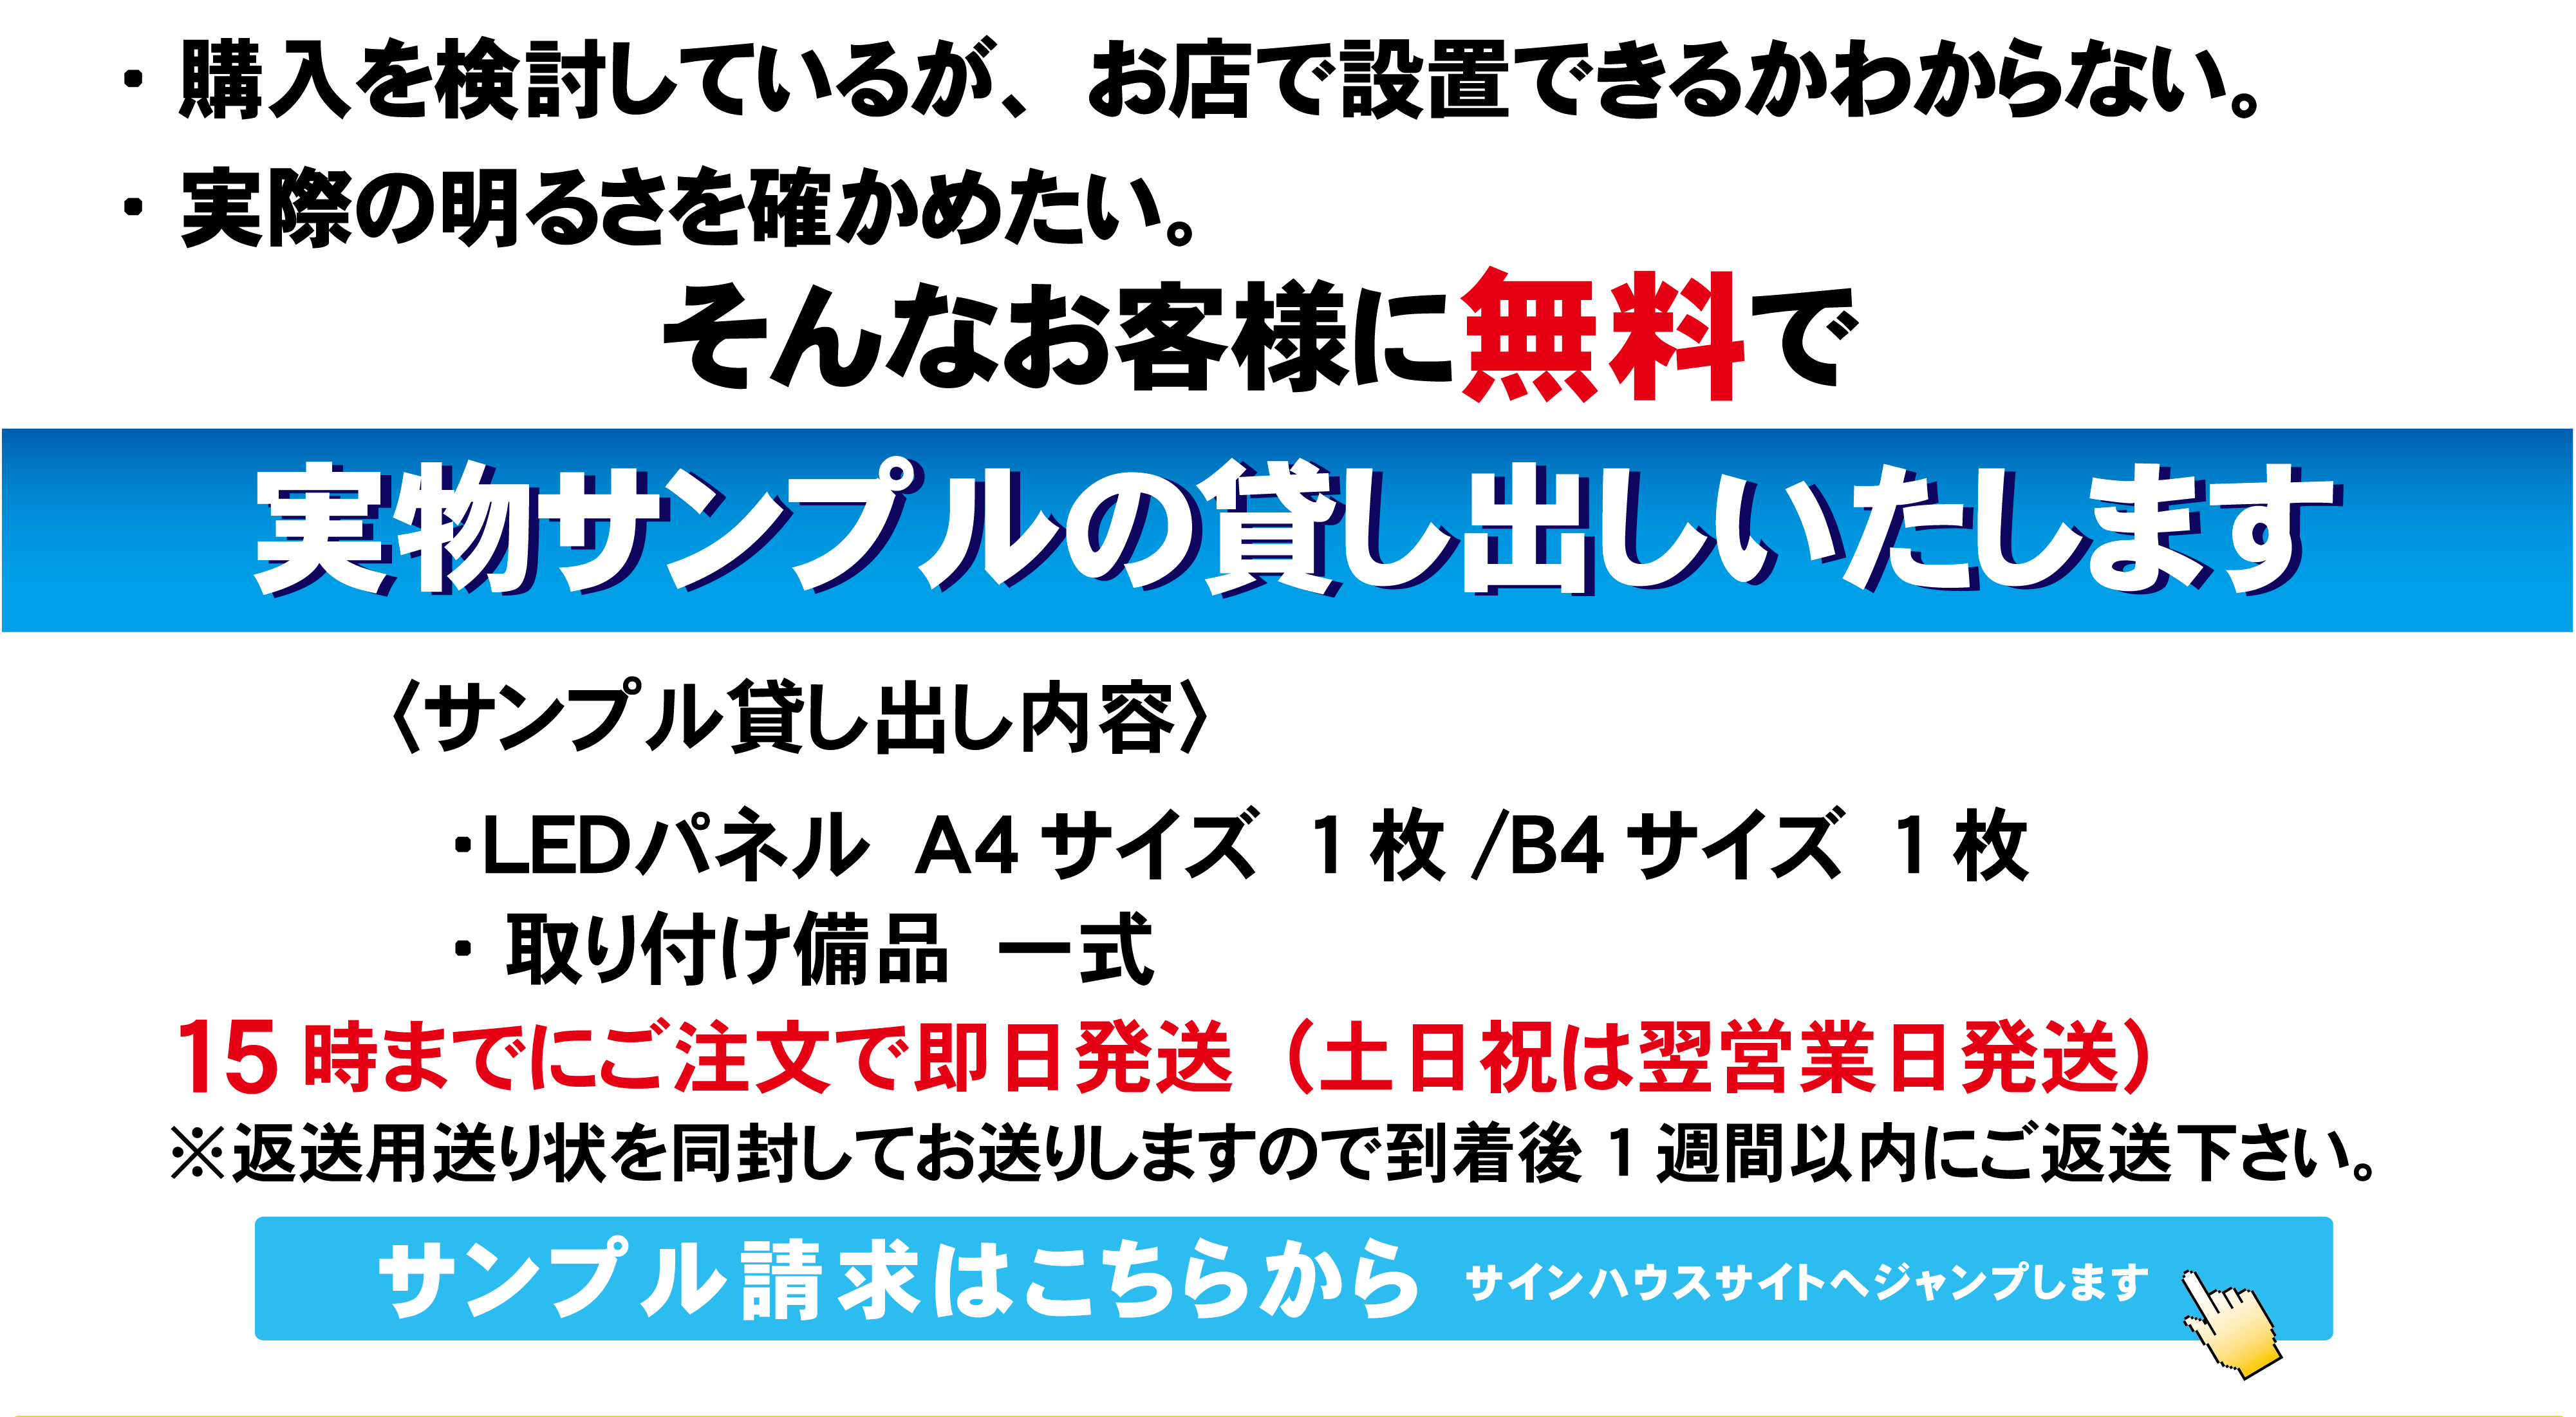 ・購入を検討しているが、お店で設置できるかわからない。
・実際の明るさを確かめたい。
そんなお客様に無料で
実物サンプルの貸し出しいたします
〈サンプル貸し出し内容〉
・LEDパネル　A4サイズ　1枚/B4サイズ　1枚
・取り付け備品　一式
15時までにご注文で即日発送（土日祝は翌営業日発送）
※返送用送り状を同封してお送りしますので到着後1週間以内にご返送下さい。
サンプル請求はこちらから　サインハウスサイトへジャンプします